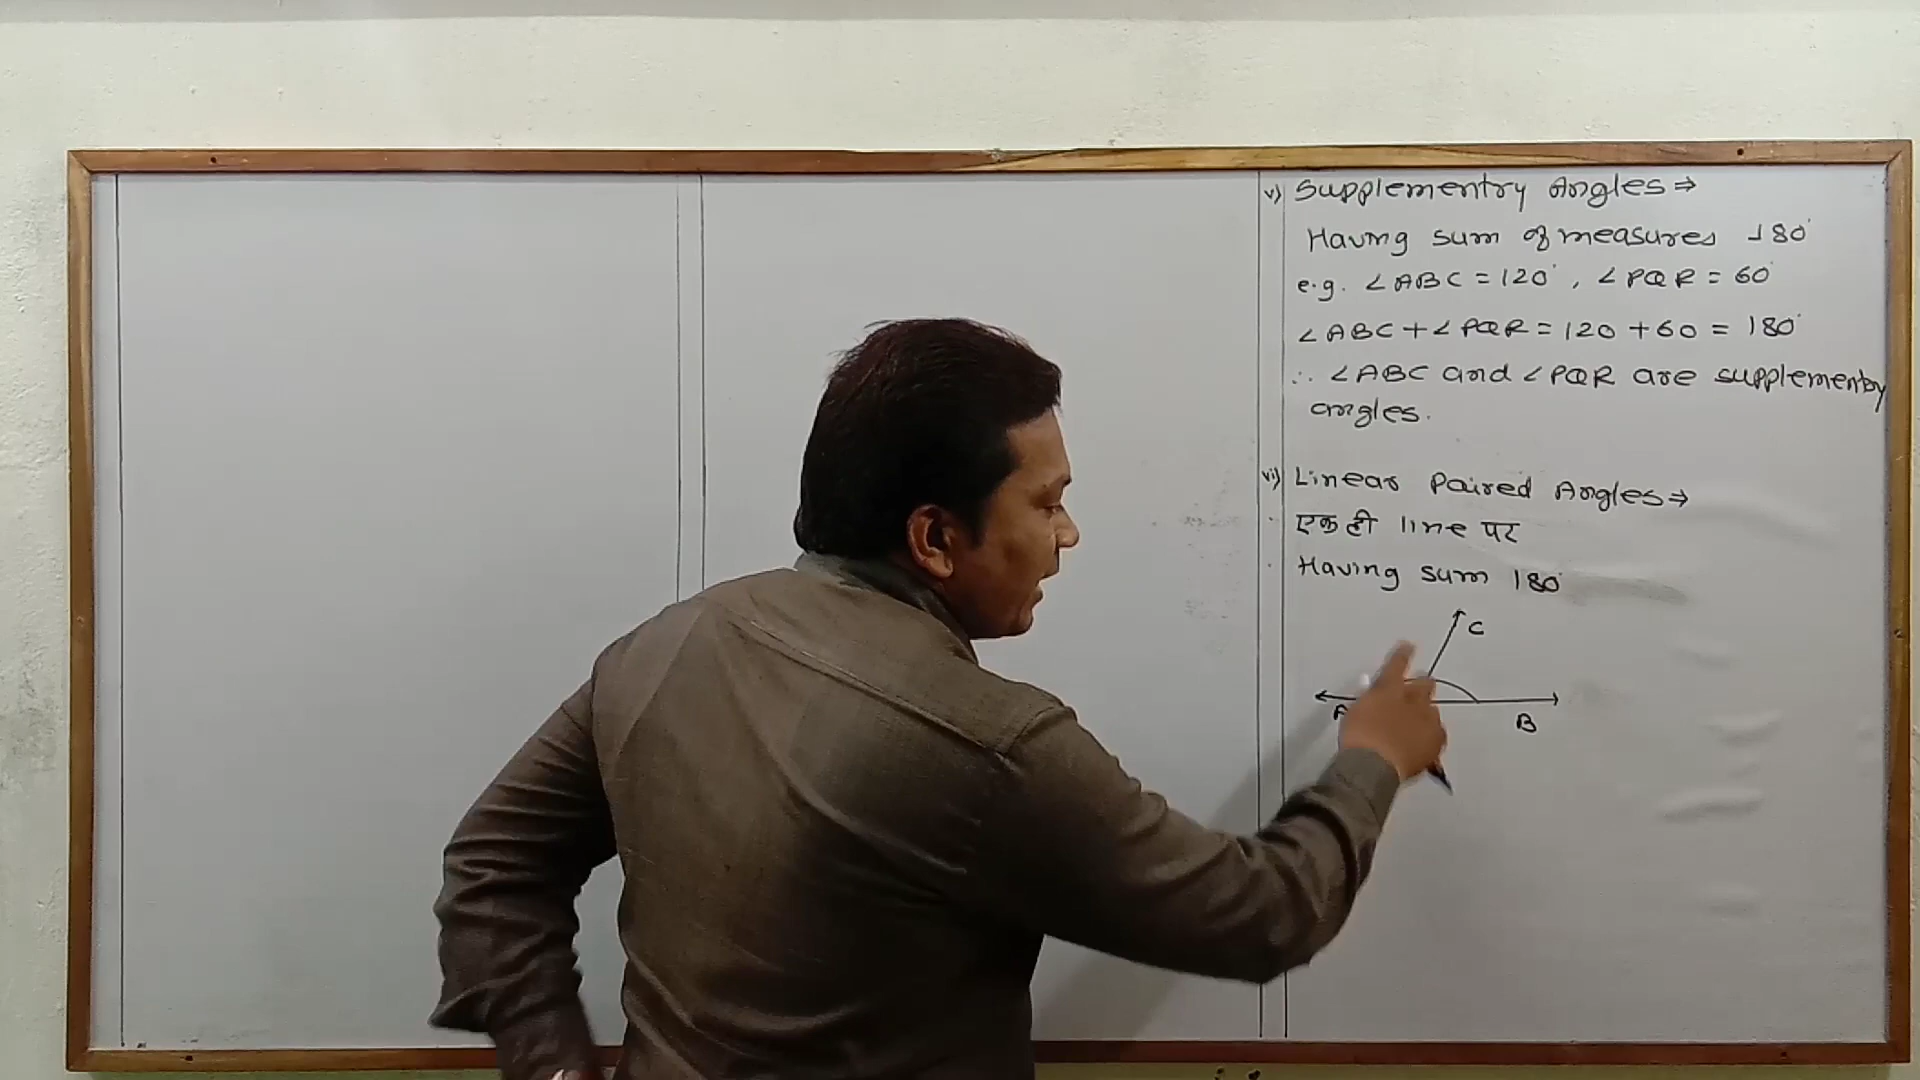 v) Supplementry Angles ⇒
Having sum of measures 180°
e.g. ∠ABC = 120°, ∠PQR = 60°
∠ABC + ∠PQR = 120 + 60 = 180°
∴ ∠ABC and ∠PQR are supplementry
angles.
vi) Linear Paired Angles ⇒
· एक ही line पर
· Having sum 180°
C
A B